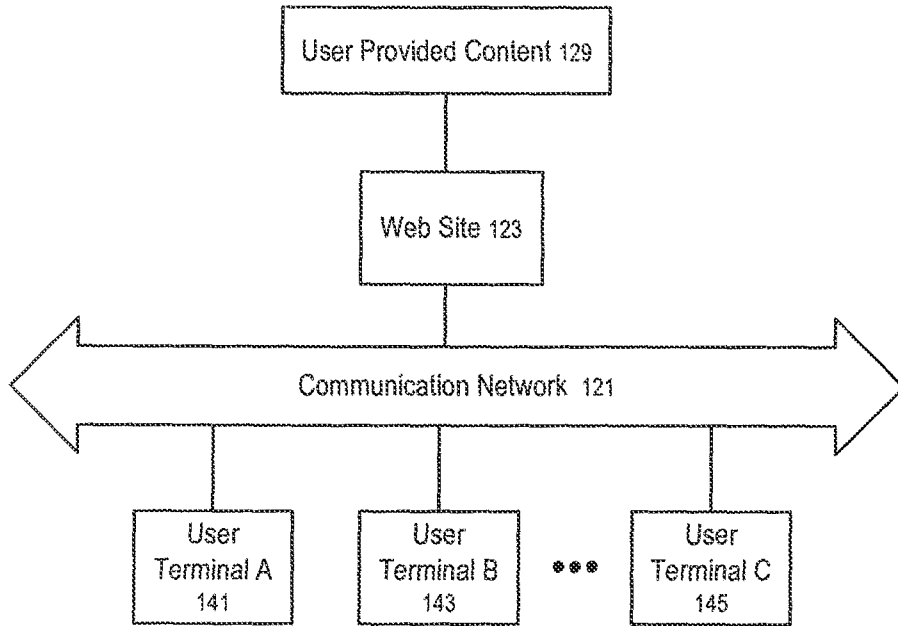 User Provided Content 129
Web Site 123
Communication Network 121
User
Terminal A
141
User
Terminal B
143
User
Terminal C
145